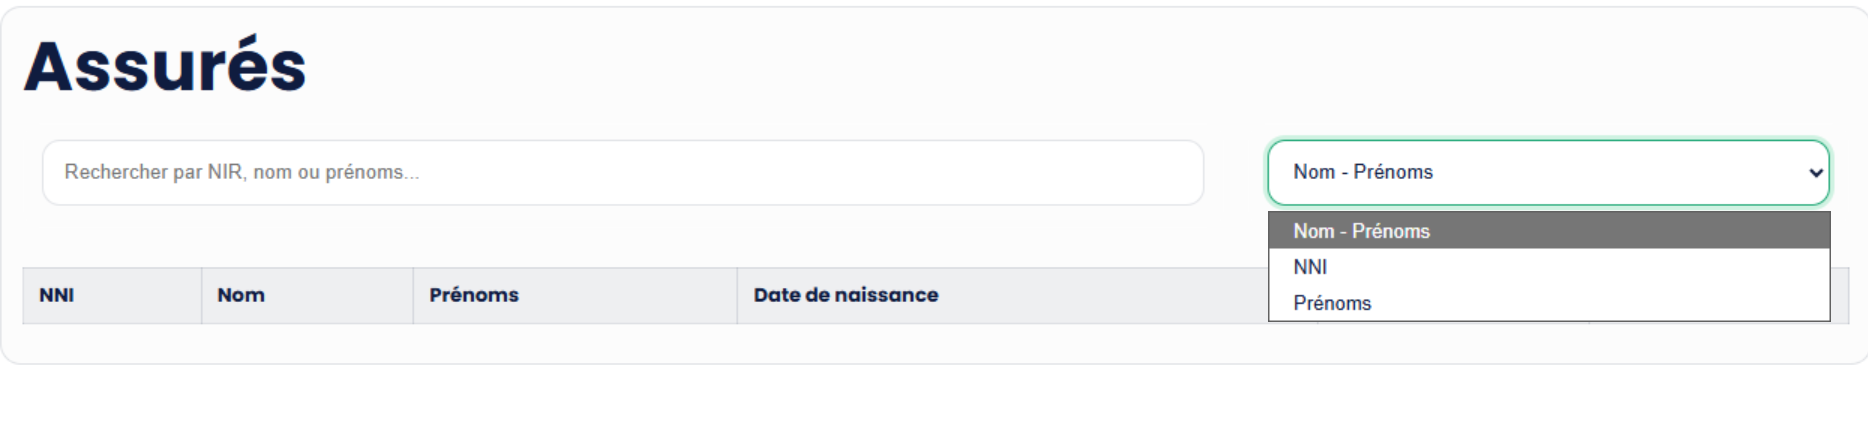 Assurés
Rechercher par NIR, nom ou prénoms...
Nom - Prénoms
Nom - Prénoms
NNI
Prénoms
NNI Nom Prénoms Date de naissance